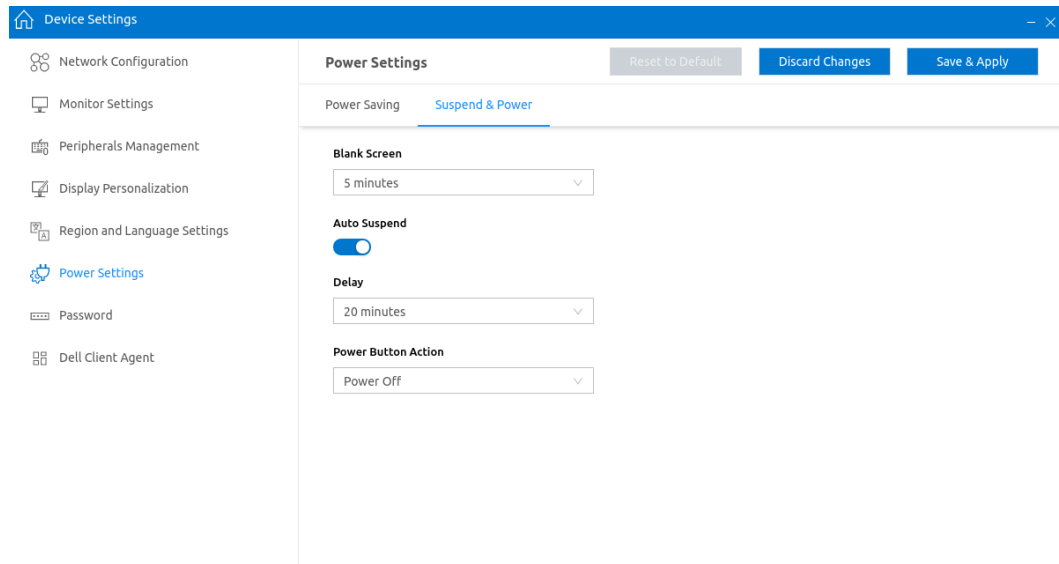 Device Settings
Network Configuration
Monitor Settings
Peripherals Management
Display Personalization
Region and Language Settings
Power Settings
Password
Dell Client Agent
Power Settings
Reset to Default
Discard Changes
Save & Apply
Power Saving
Suspend & Power
Blank Screen
5 minutes
Auto Suspend
Delay
20 minutes
Power Button Action
Power Off